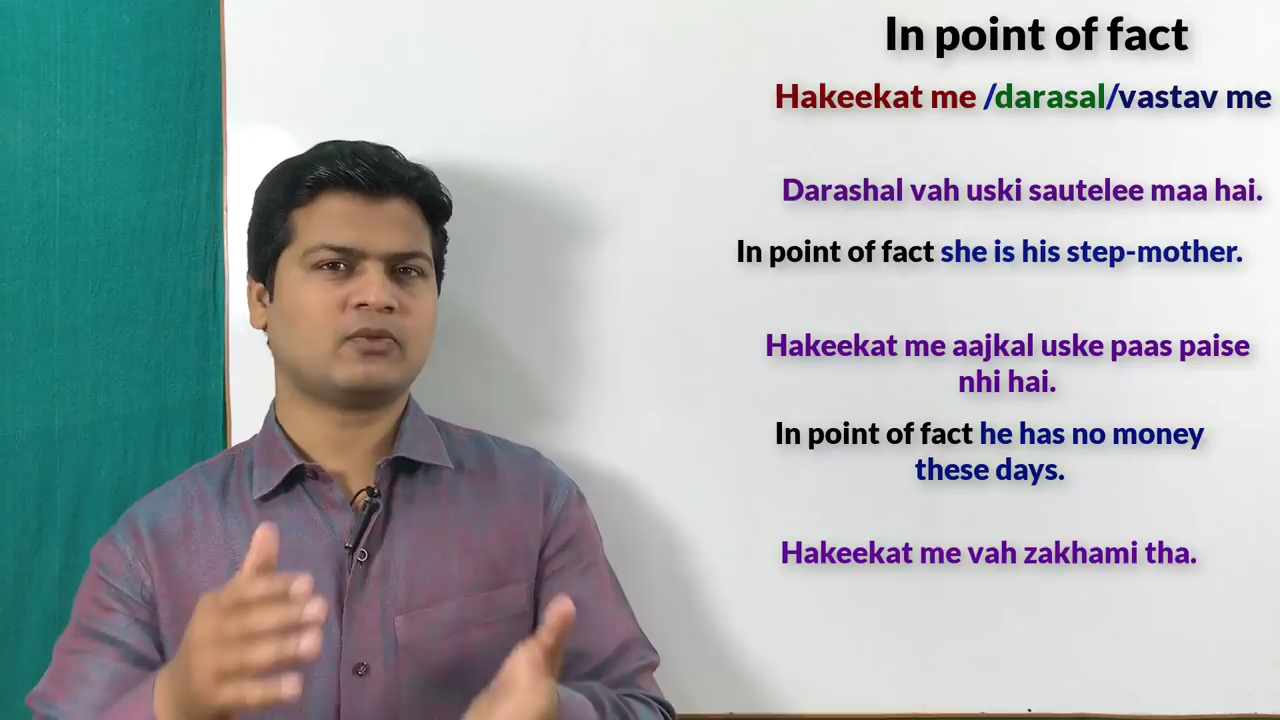 In point of fact
Hakeekat me /darasal/vastav me
Darashal vah uski sautelee maa hai.
In point of fact she is his step-mother.
Hakeekat me aajkal uske paas paise
nhi hai.
In point of fact he has no money
these days.
Hakeekat me vah zakhami tha.